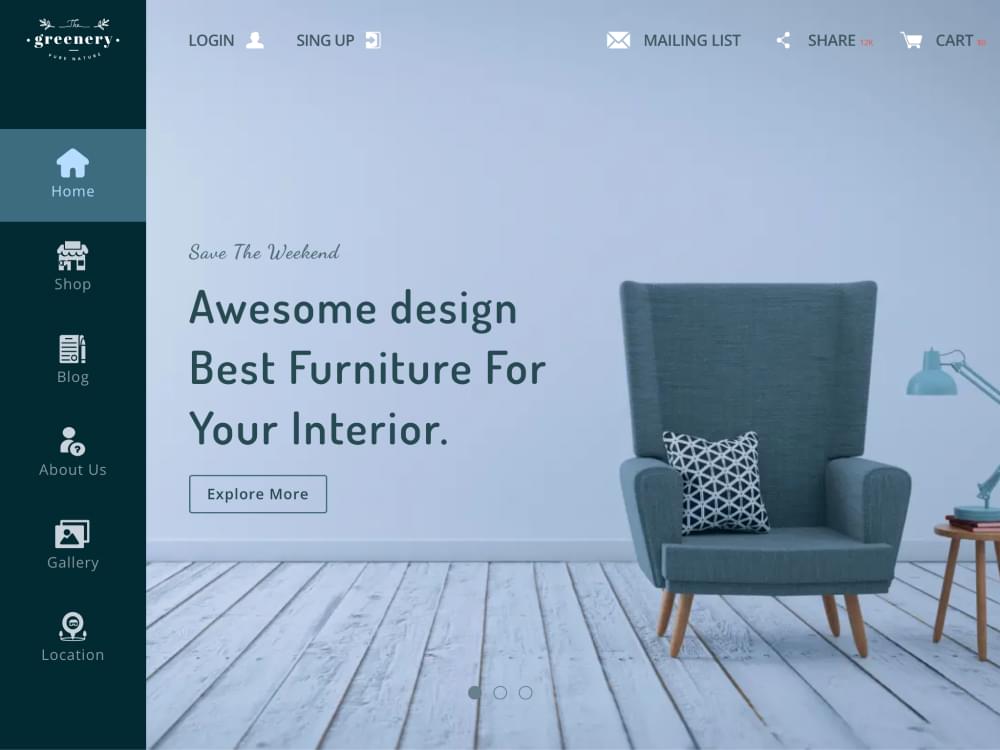 The
greenery
PURE NATURE
LOGIN
SING UP
MAILING LIST
SHARE 12K
CART $0
Home
Shop
Blog
About Us
Gallery
Location
Save The Weekend
Awesome design
Best Furniture For
Your Interior.
Explore More